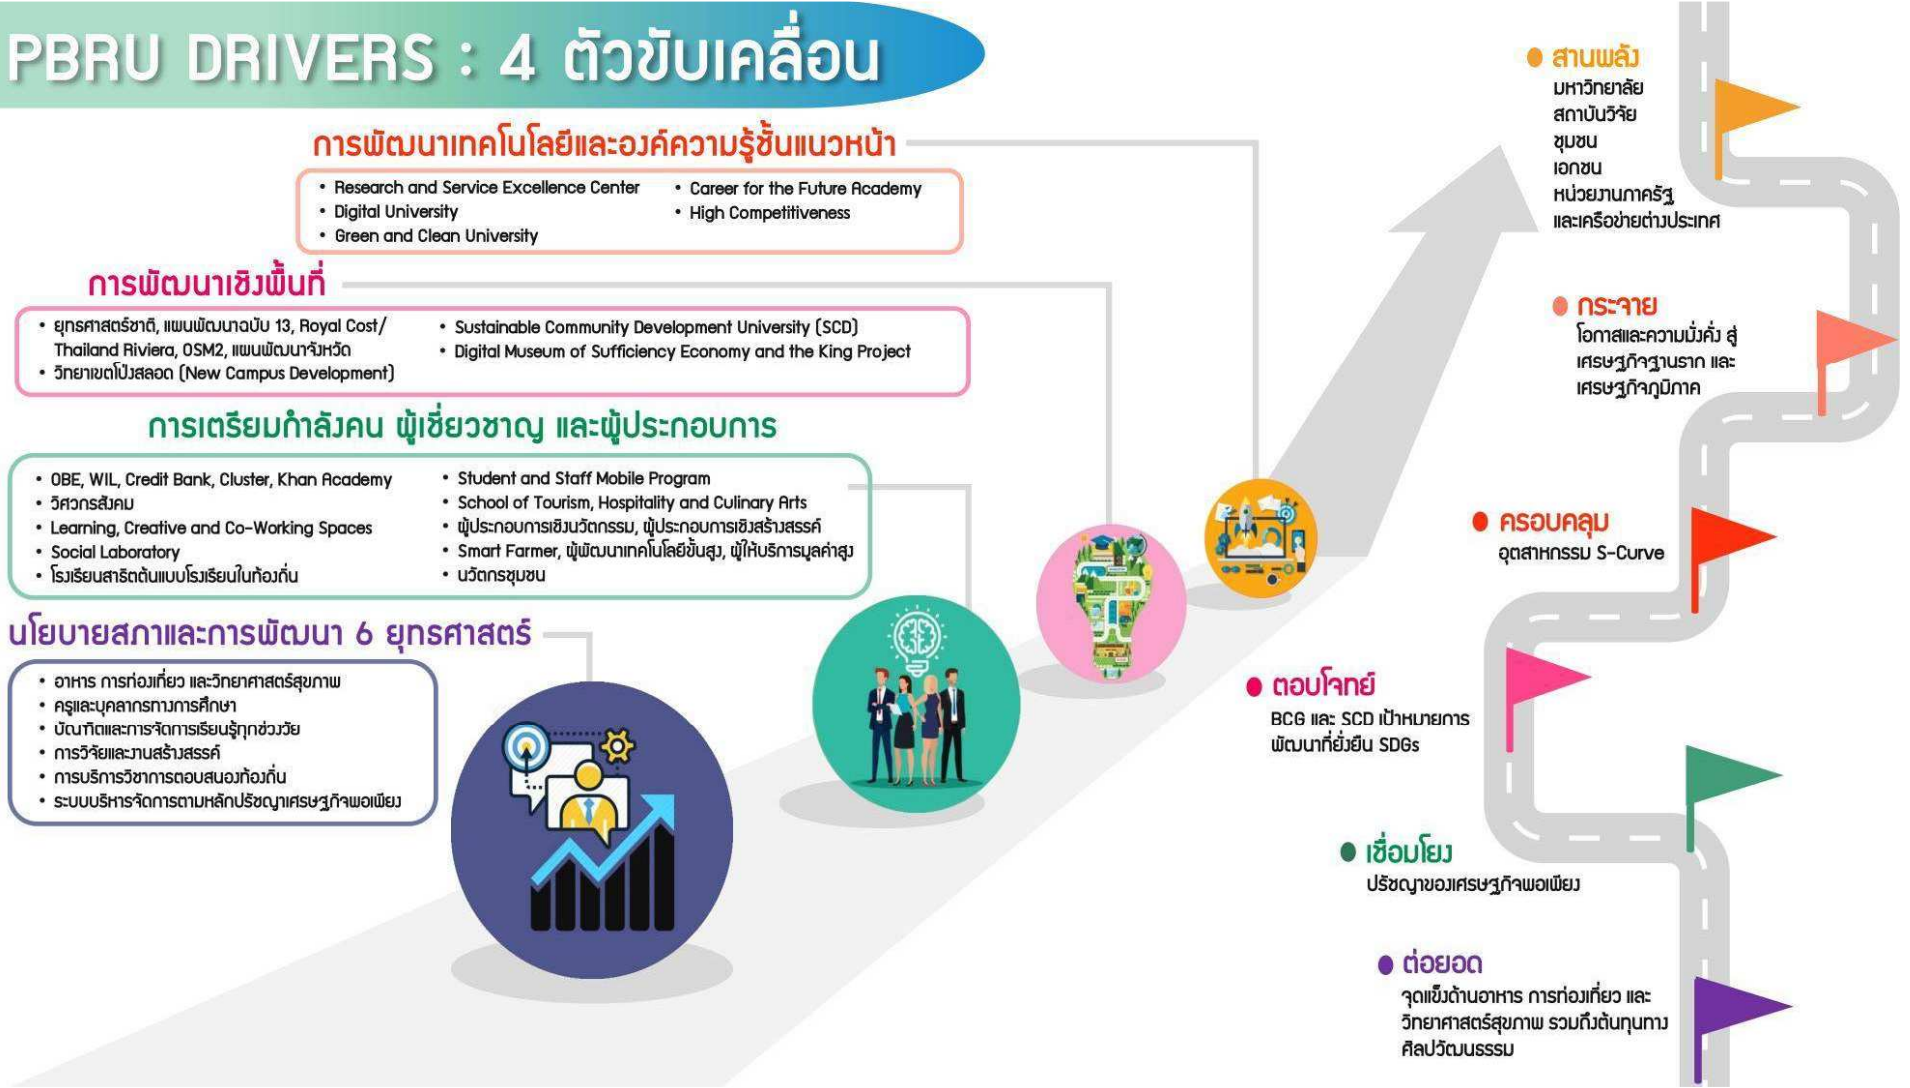 PBRU DRIVERS : 4 ตัวขับเคลื่อน
การพัฒนาเทคโนโลยีและองค์ความรู้ชั้นแนวหน้า
• Research and Service Excellence Center
• Digital University
• Green and Clean University
• Career for the Future Academy
• High Competitiveness
การพัฒนาเชิงพื้นที่
• ยุทธศาสตร์ชาติ, แผนพัฒนาฉบับ 13, Royal Cost/
Thailand Riviera, OSM2, แผนพัฒนาจังหวัด
• วิทยาเขตโป่งสลอด (New Campus Development)
• Sustainable Community Development University (SCD)
• Digital Museum of Sufficiency Economy and the King Project
การเตรียมกำลังคน ผู้เชี่ยวชาญ และผู้ประกอบการ
• OBE, WIL, Credit Bank, Cluster, Khan Academy
• วิศวกรสังคม
• Learning, Creative and Co-Working Spaces
• Social Laboratory
• โรงเรียนสาธิตต้นแบบโรงเรียนในท้องถิ่น
• Student and Staff Mobile Program
• School of Tourism, Hospitality and Culinary Arts
• ผู้ประกอบการเชิงนวัตกรรม, ผู้ประกอบการเชิงสร้างสรรค์
• Smart Farmer, ผู้พัฒนาเทคโนโลยีขั้นสูง, ผู้ให้บริการมูลค่าสูง
• นวัตกรชุมชน
นโยบายสภาและการพัฒนา 6 ยุทธศาสตร์
• อาหาร การท่องเที่ยว และวิทยาศาสตร์สุขภาพ
• ครูและบุคลากรทางการศึกษา
• บัณฑิตและการจัดการเรียนรู้ทุกช่วงวัย
• การวิจัยและงานสร้างสรรค์
• การบริการวิชาการตอบสนองท้องถิ่น
• ระบบบริหารจัดการตามหลักปรัชญาเศรษฐกิจพอเพียง
● สานพลัง
มหาวิทยาลัย
สถาบันวิจัย
ชุมชน
เอกชน
หน่วยงานภาครัฐ
และเครือข่ายต่างประเทศ
● กระจาย
โอกาสและความมั่งคั่ง สู่
เศรษฐกิจฐานราก และ
เศรษฐกิจภูมิภาค
● ครอบคลุม
อุตสาหกรรม S-Curve
● ตอบโจทย์
BCG และ SCD เป้าหมายการ
พัฒนาที่ยั่งยืน SDGs
● เชื่อมโยง
ปรัชญาของเศรษฐกิจพอเพียง
● ต่อยอด
จุดแข็งด้านอาหาร การท่องเที่ยว และ
วิทยาศาสตร์สุขภาพ รวมถึงต้นทุนทาง
ศิลปวัฒนธรรม